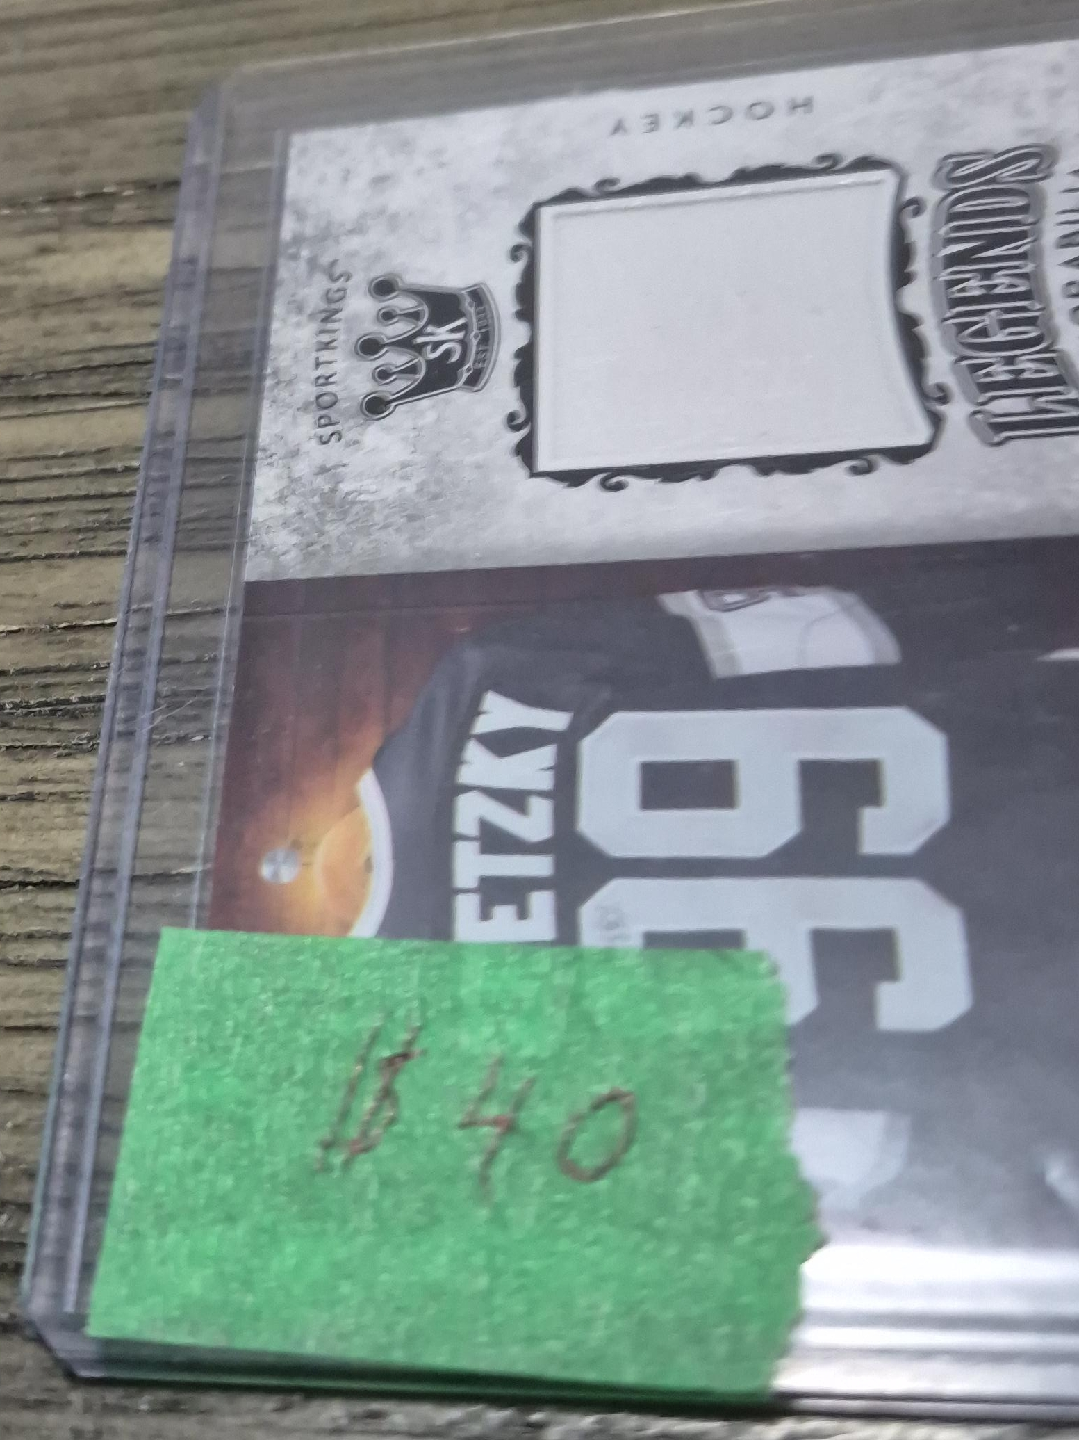 HOCKEY
SPORTKINGS
sk
LEGENDS
ETZKY
99
$40